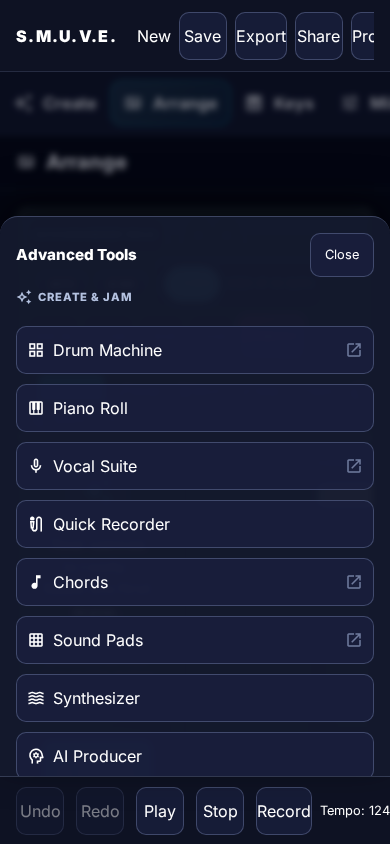 S.M.U.V.E. New Save Export Share Pro
Create Arrange Keys
Arrange
Advanced Tools Close
CREATE & JAM
Drum Machine
Piano Roll
Vocal Suite
Quick Recorder
Chords
Sound Pads
Synthesizer
AI Producer
Undo Redo Play Stop Record Tempo: 124